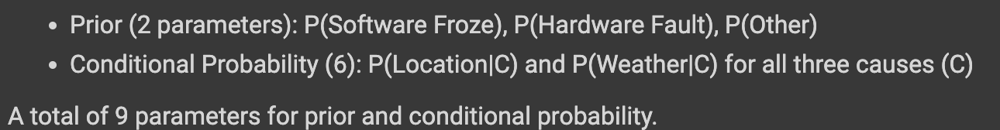 • Prior (2 parameters): P(Software Froze), P(Hardware Fault), P(Other)
• Conditional Probability (6): P(Location|C) and P(Weather|C) for all three causes (C)
A total of 9 parameters for prior and conditional probability.